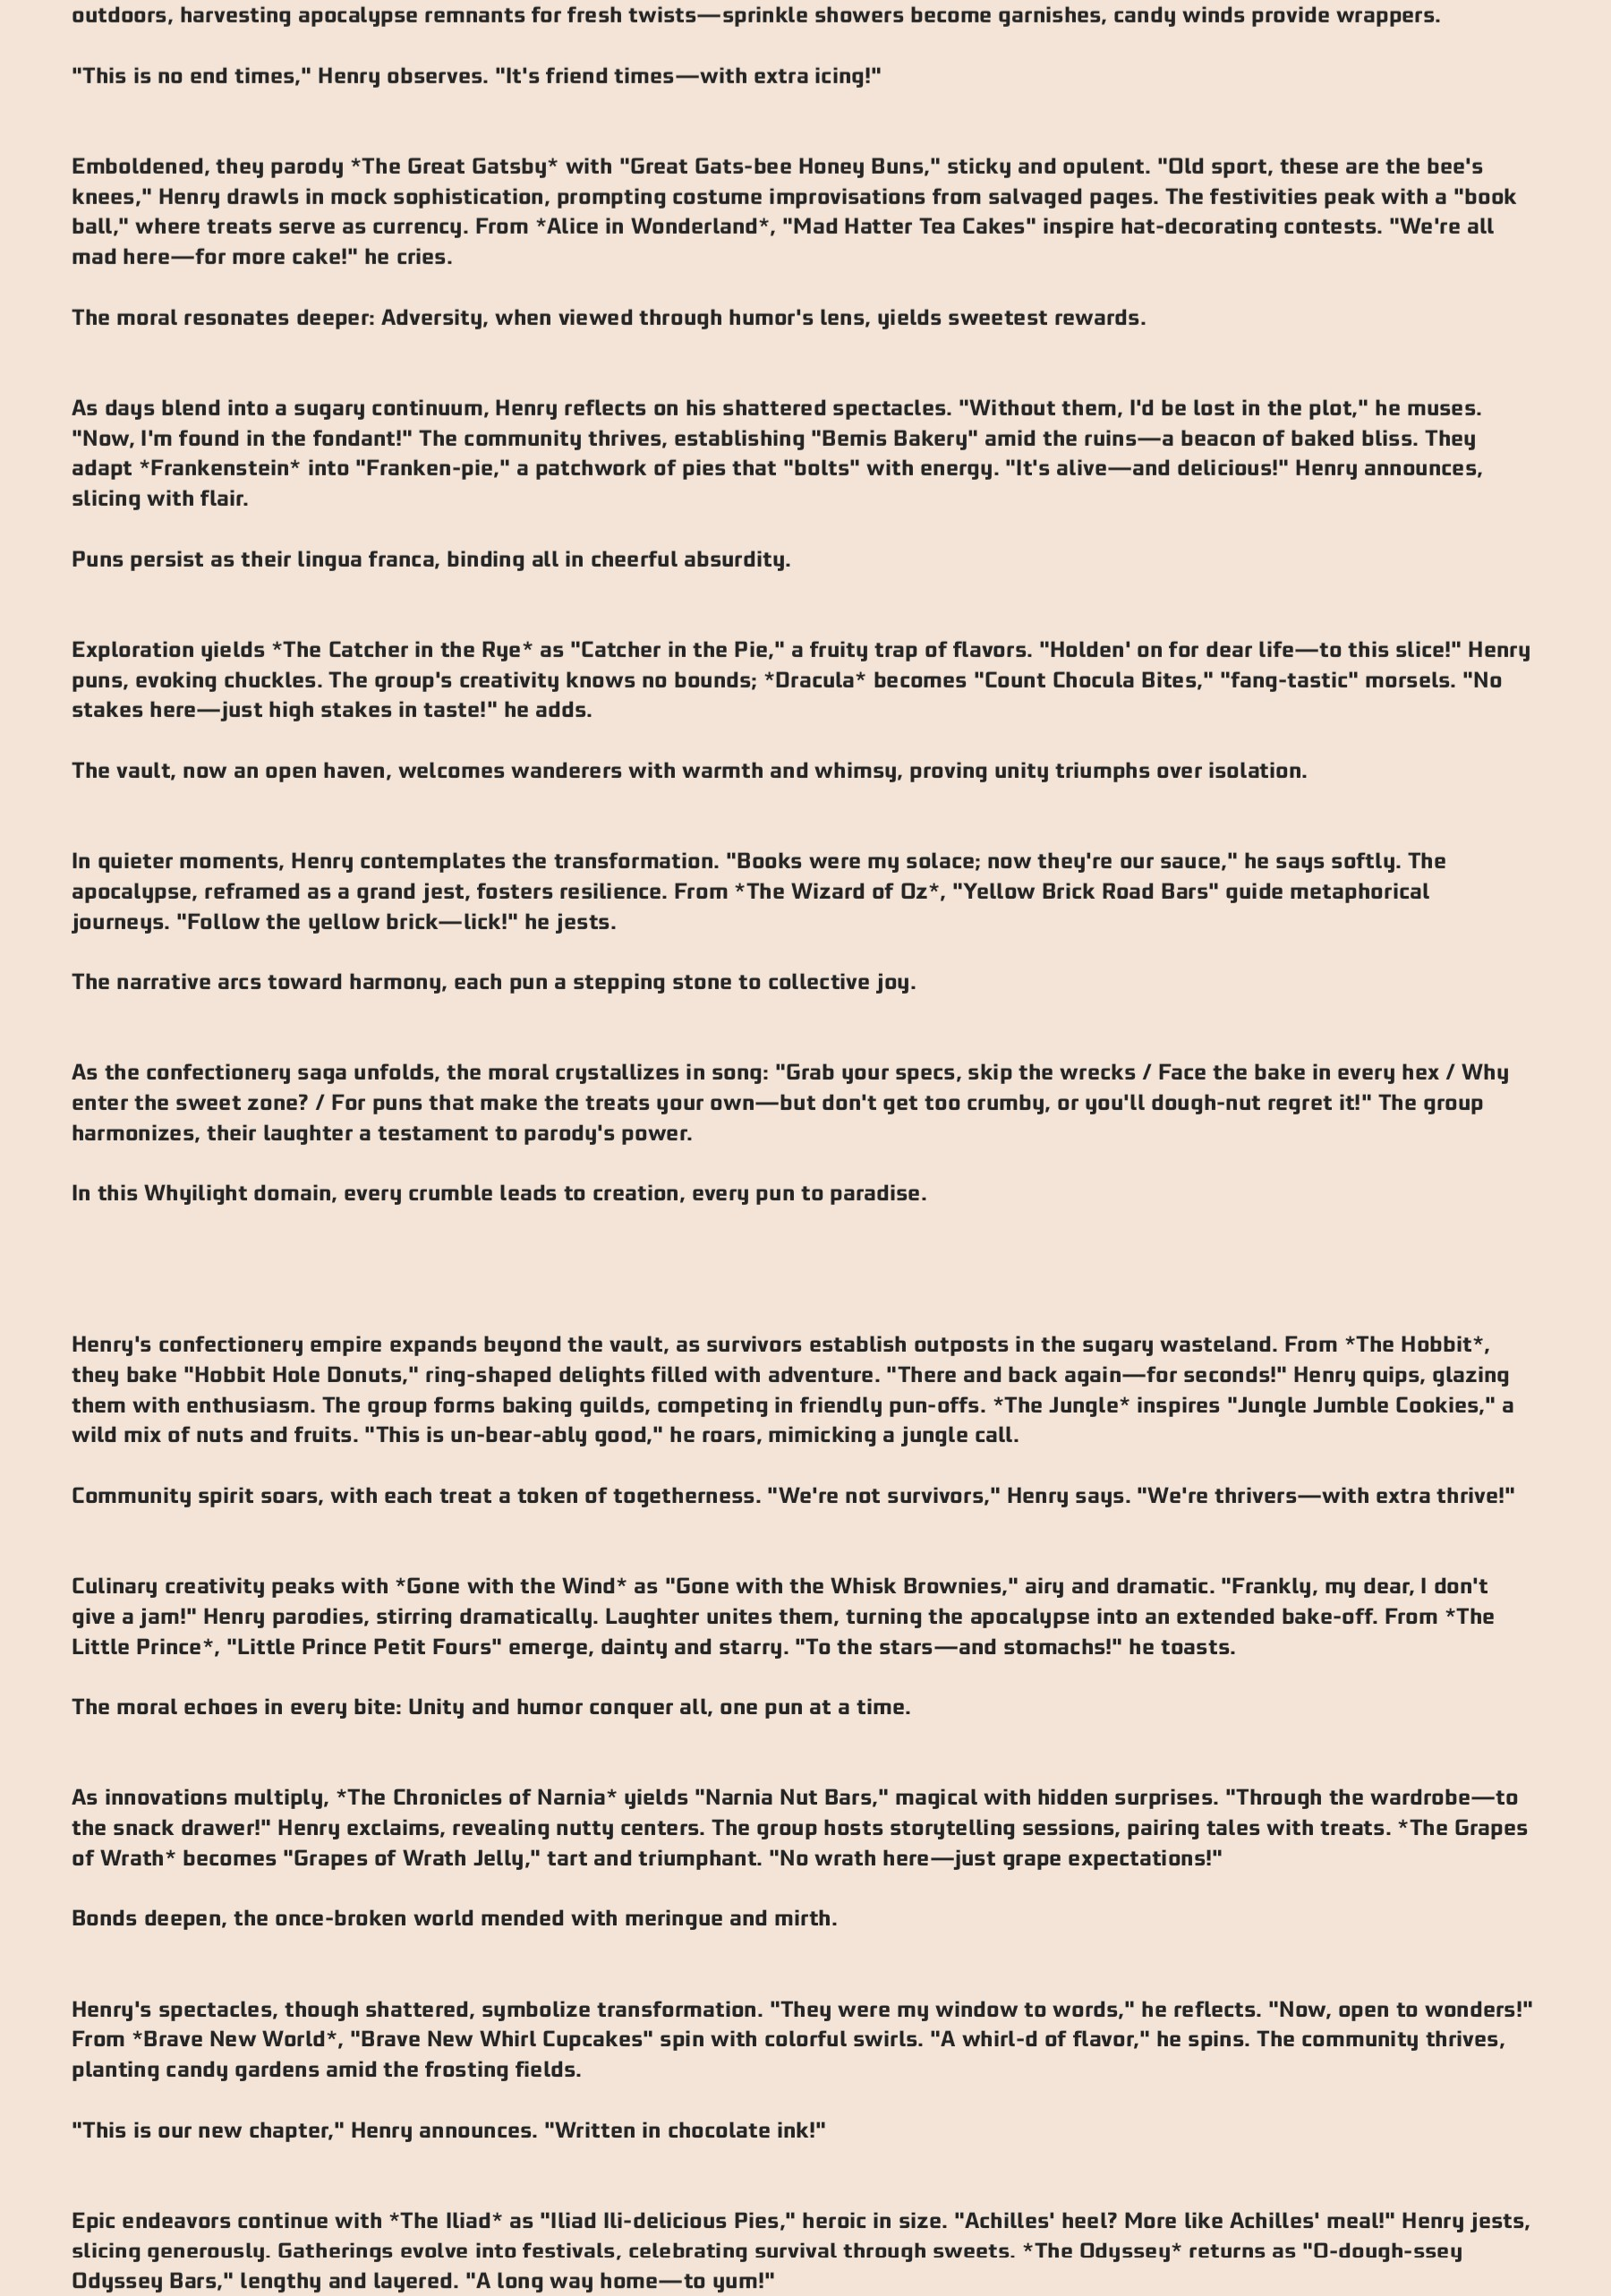 outdoors, harvesting apocalypse remnants for fresh twists—sprinkle showers become garnishes, candy winds provide wrappers.
"This is no end times," Henry observes. "It's friend times—with extra icing!"
Emboldened, they parody *The Great Gatsby* with "Great Gats-bee Honey Buns," sticky and opulent. "Old sport, these are the bee's
knees," Henry drawls in mock sophistication, prompting costume improvisations from salvaged pages. The festivities peak with a "book
ball," where treats serve as currency. From *Alice in Wonderland*, "Mad Hatter Tea Cakes" inspire hat-decorating contests. "We're all
mad here—for more cake!" he cries.
The moral resonates deeper: Adversity, when viewed through humor's lens, yields sweetest rewards.
As days blend into a sugary continuum, Henry reflects on his shattered spectacles. "Without them, I'd be lost in the plot," he muses.
"Now, I'm found in the fondant!" The community thrives, establishing "Bemis Bakery" amid the ruins—a beacon of baked bliss. They
adapt *Frankenstein* into "Franken-pie," a patchwork of pies that "bolts" with energy. "It's alive—and delicious!" Henry announces,
slicing with flair.
Puns persist as their lingua franca, binding all in cheerful absurdity.
Exploration yields *The Catcher in the Rye* as "Catcher in the Pie," a fruity trap of flavors. "Holden' on for dear life—to this slice!" Henry
puns, evoking chuckles. The group's creativity knows no bounds; *Dracula* becomes "Count Chocula Bites," "fang-tastic" morsels. "No
stakes here—just high stakes in taste!" he adds.
The vault, now an open haven, welcomes wanderers with warmth and whimsy, proving unity triumphs over isolation.
In quieter moments, Henry contemplates the transformation. "Books were my solace; now they're our sauce," he says softly. The
apocalypse, reframed as a grand jest, fosters resilience. From *The Wizard of Oz*, "Yellow Brick Road Bars" guide metaphorical
journeys. "Follow the yellow brick—lick!" he jests.
The narrative arcs toward harmony, each pun a stepping stone to collective joy.
As the confectionery saga unfolds, the moral crystallizes in song: "Grab your specs, skip the wrecks / Face the bake in every hex / Why
enter the sweet zone? / For puns that make the treats your own—but don't get too crumby, or you'll dough-nut regret it!" The group
harmonizes, their laughter a testament to parody's power.
In this Whyilight domain, every crumble leads to creation, every pun to paradise.
Henry's confectionery empire expands beyond the vault, as survivors establish outposts in the sugary wasteland. From *The Hobbit*,
they bake "Hobbit Hole Donuts," ring-shaped delights filled with adventure. "There and back again—for seconds!" Henry quips, glazing
them with enthusiasm. The group forms baking guilds, competing in friendly pun-offs. *The Jungle* inspires "Jungle Jumble Cookies," a
wild mix of nuts and fruits. "This is un-bear-ably good," he roars, mimicking a jungle call.
Community spirit soars, with each treat a token of togetherness. "We're not survivors," Henry says. "We're thrivers—with extra thrive!"
Culinary creativity peaks with *Gone with the Wind* as "Gone with the Whisk Brownies," airy and dramatic. "Frankly, my dear, I don't
give a jam!" Henry parodies, stirring dramatically. Laughter unites them, turning the apocalypse into an extended bake-off. From *The
Little Prince*, "Little Prince Petit Fours" emerge, dainty and starry. "To the stars—and stomachs!" he toasts.
The moral echoes in every bite: Unity and humor conquer all, one pun at a time.
As innovations multiply, *The Chronicles of Narnia* yields "Narnia Nut Bars," magical with hidden surprises. "Through the wardrobe—to
the snack drawer!" Henry exclaims, revealing nutty centers. The group hosts storytelling sessions, pairing tales with treats. *The Grapes
of Wrath* becomes "Grapes of Wrath Jelly," tart and triumphant. "No wrath here—just grape expectations!"
Bonds deepen, the once-broken world mended with meringue and mirth.
Henry's spectacles, though shattered, symbolize transformation. "They were my window to words," he reflects. "Now, open to wonders!"
From *Brave New World*, "Brave New Whirl Cupcakes" spin with colorful swirls. "A whirl-d of flavor," he spins. The community thrives,
planting candy gardens amid the frosting fields.
"This is our new chapter," Henry announces. "Written in chocolate ink!"
Epic endeavors continue with *The Iliad* as "Iliad Ili-delicious Pies," heroic in size. "Achilles' heel? More like Achilles' meal!" Henry jests,
slicing generously. Gatherings evolve into festivals, celebrating survival through sweets. *The Odyssey* returns as "O-dough-ssey
Odyssey Bars," lengthy and layered. "A long way home—to yum!"